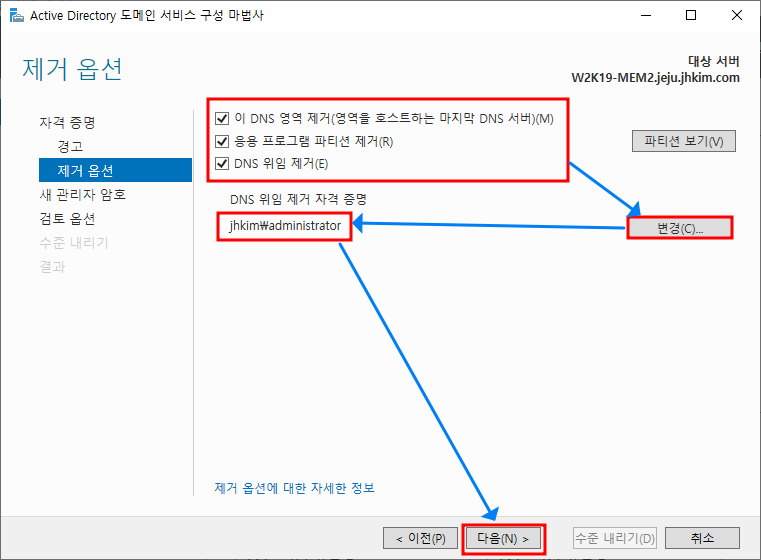 Active Directory 도메인 서비스 구성 마법사
제거 옵션
대상 서버
W2K19-MEM2.jeju.jhkim.com
자격 증명
경고
제거 옵션
새 관리자 암호
검토 옵션
수준 내리기
결과
이 DNS 영역 제거(영역을 호스트하는 마지막 DNS 서버)(M)
응용 프로그램 파티션 제거(R)
DNS 위임 제거(E)
파티션 보기(V)
DNS 위임 제거 자격 증명
jhkim₩administrator
변경(C)...
제거 옵션에 대한 자세한 정보
< 이전(P)
다음(N) >
수준 내리기(D)
취소